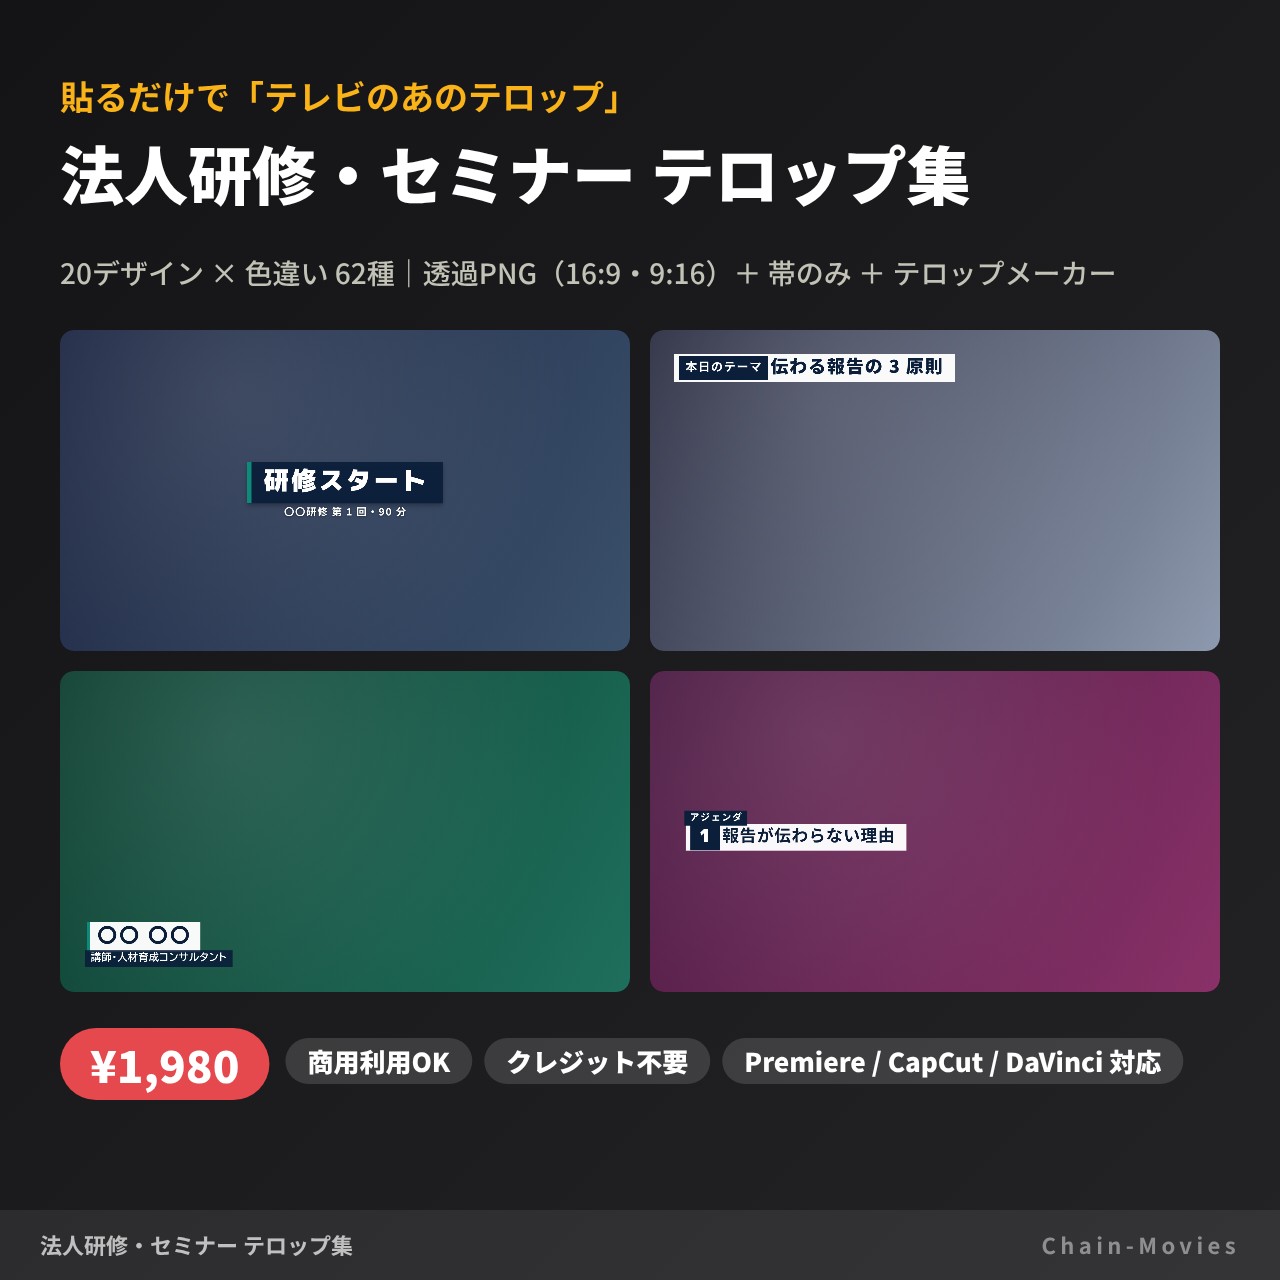 貼るだけで「テレビのあのテロップ」
法人研修・セミナー テロップ集
20デザイン × 色違い 62種｜透過PNG（16:9・9:16）＋ 帯のみ ＋ テロップメーカー
研修スタート
〇〇研修 第1回・90分
本日のテーマ 伝わる報告の 3 原則
〇〇 〇〇
講師・人材育成コンサルタント
アジェンダ
1 報告が伝わらない理由
¥1,980 商用利用OK クレジット不要 Premiere / CapCut / DaVinci 対応
法人研修・セミナー テロップ集 Chain-Movies